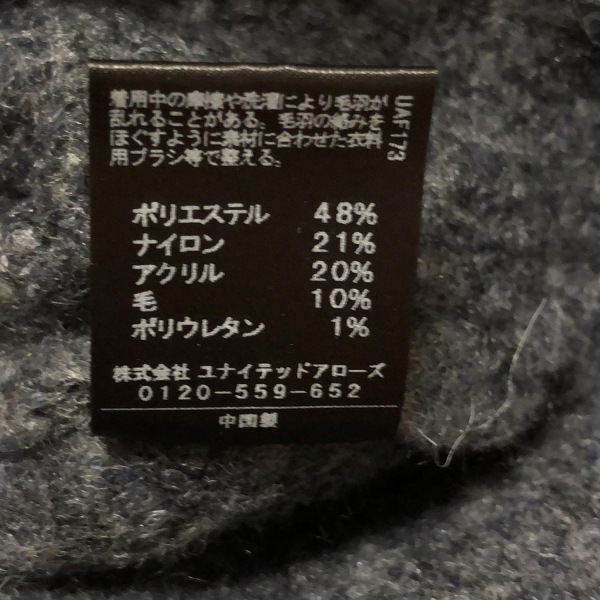 着用中の摩擦や洗濯により毛羽が
乱れることがある。毛羽の絡みを
ほぐすように素材に合わせた衣料
用ブラシ等で整える。
UAF173
ポリエステル 48%
ナイロン 21%
アクリル 20%
毛 10%
ポリウレタン 1%
株式会社 ユナイテッドアローズ
0120-559-652
中国製